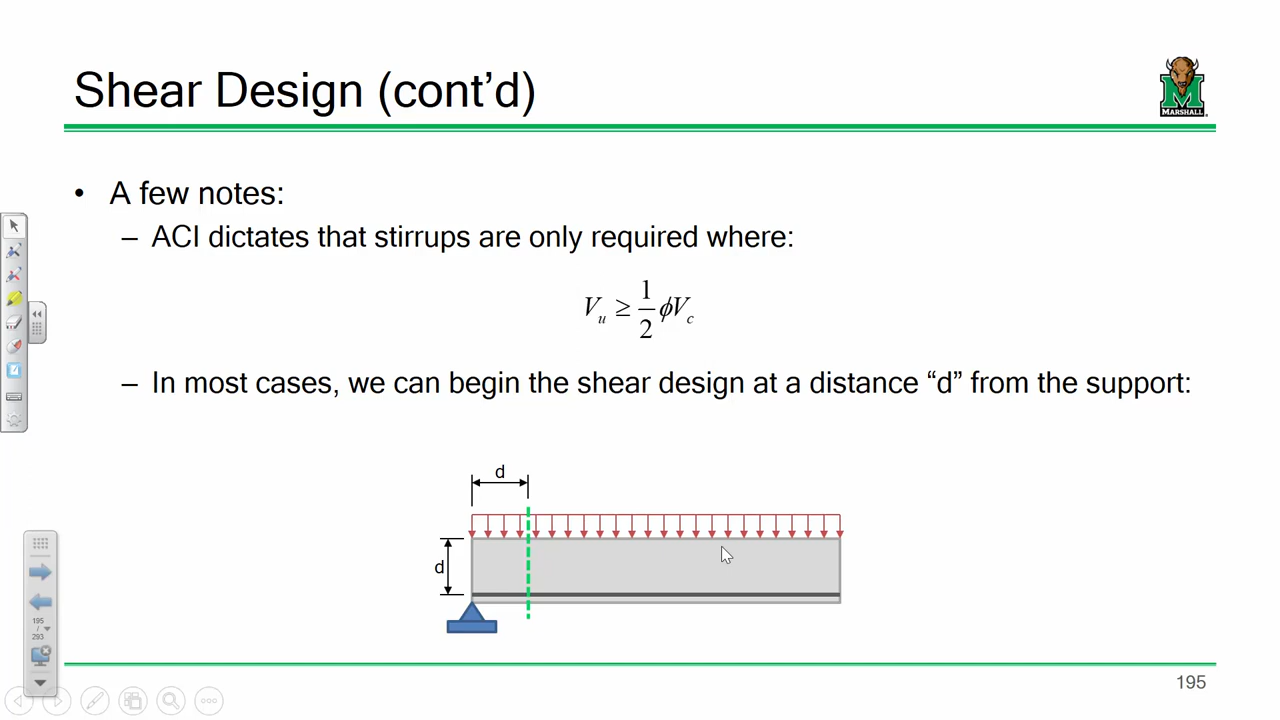 Shear Design (cont’d)
MARSHALL
• A few notes:
– ACI dictates that stirrups are only required where:
V_u ≥ 1/2 ϕV_c
– In most cases, we can begin the shear design at a distance “d” from the support:
d
d
195
/
293
195